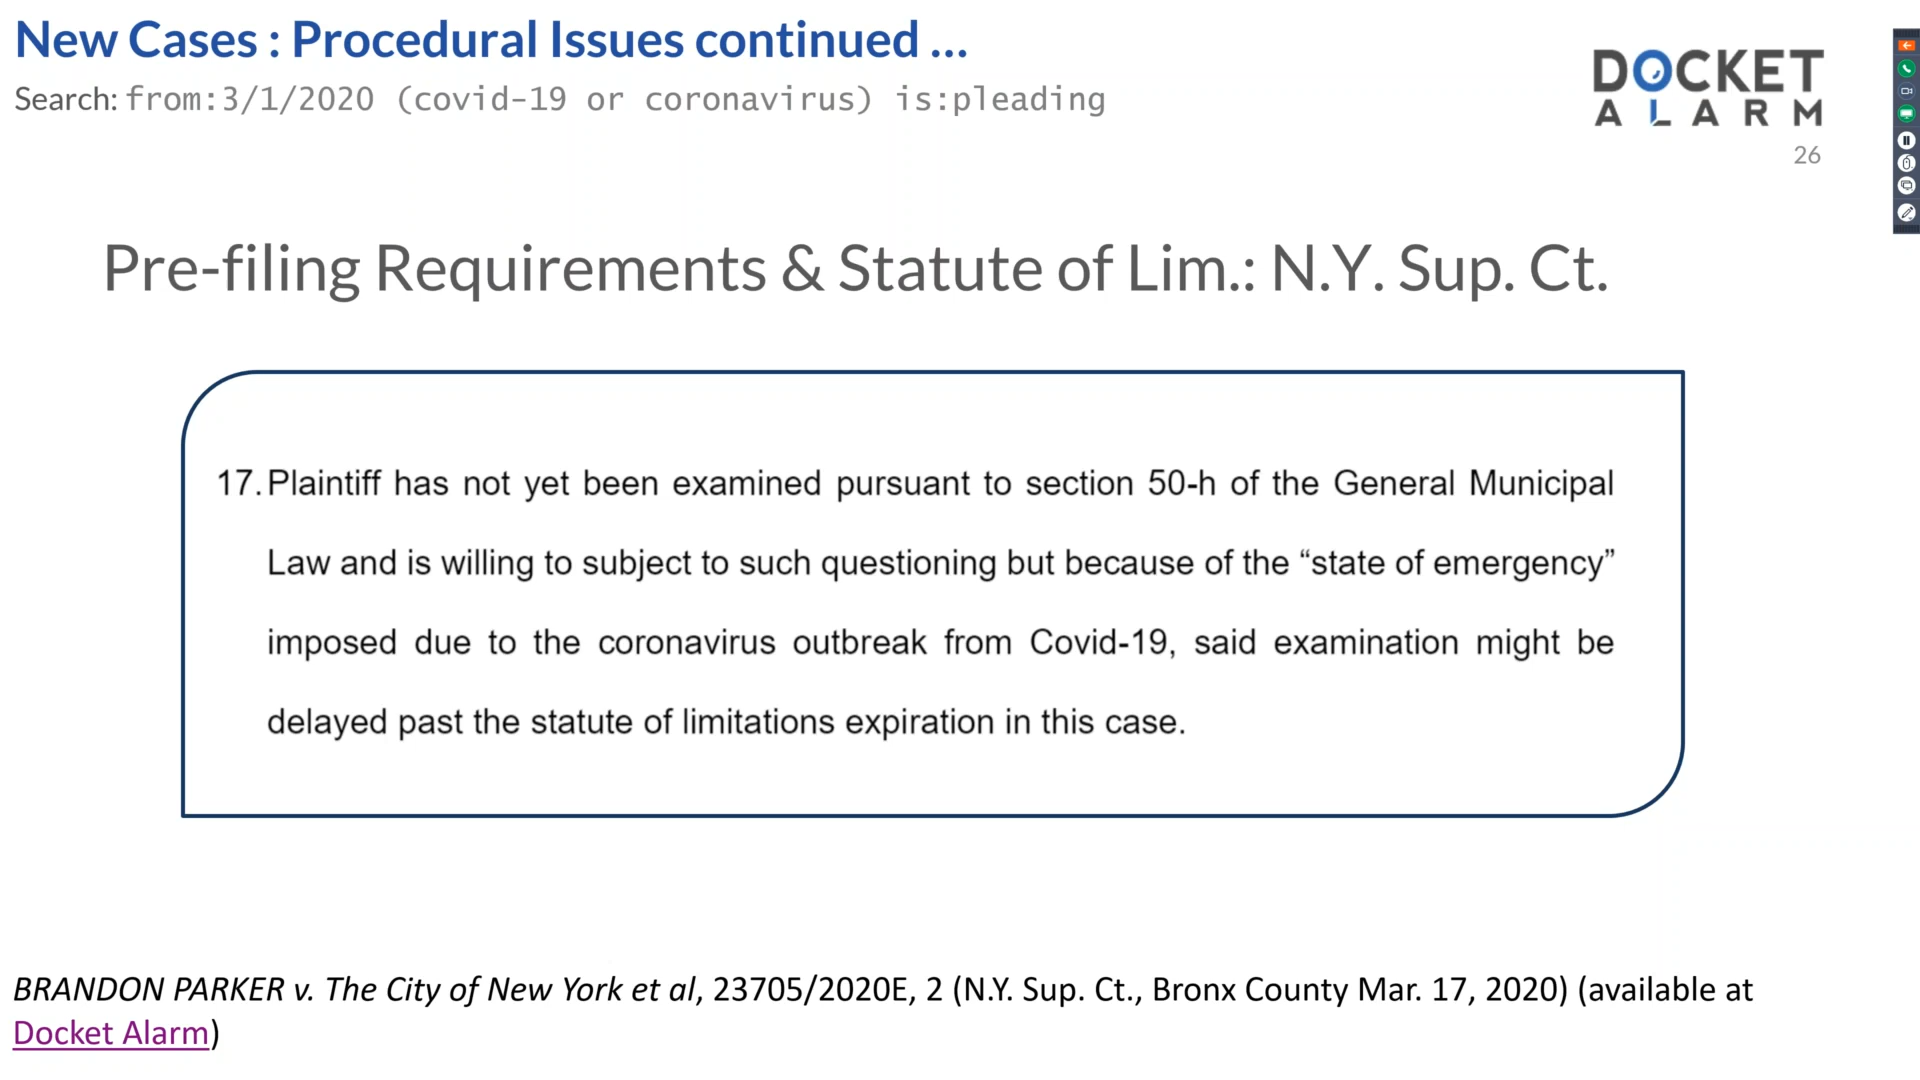 New Cases : Procedural Issues continued ...
Search: from:3/1/2020 (covid-19 or coronavirus) is:pleading
DOCKET
ALARM
26
Pre-filing Requirements & Statute of Lim.: N.Y. Sup. Ct.
17. Plaintiff has not yet been examined pursuant to section 50-h of the General Municipal
Law and is willing to subject to such questioning but because of the “state of emergency”
imposed due to the coronavirus outbreak from Covid-19, said examination might be
delayed past the statute of limitations expiration in this case.
BRANDON PARKER v. The City of New York et al, 23705/2020E, 2 (N.Y. Sup. Ct., Bronx County Mar. 17, 2020) (available at
Docket Alarm)